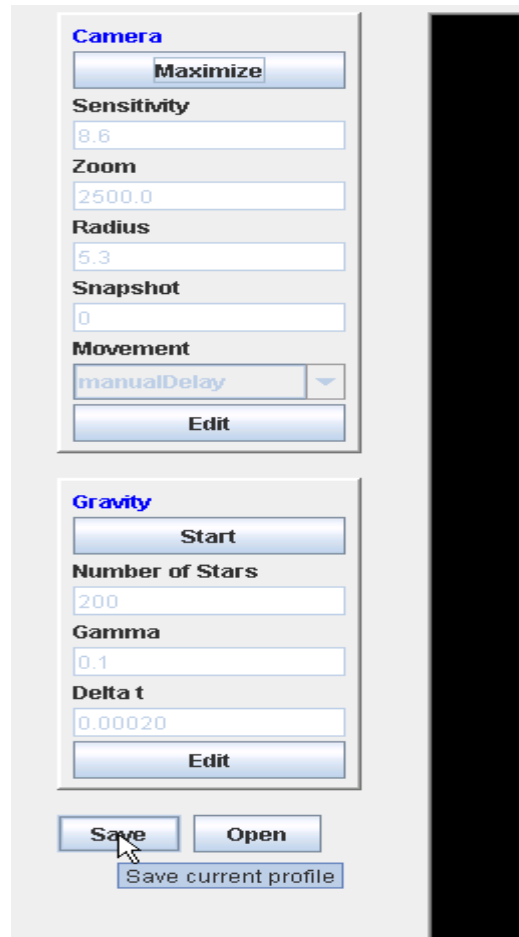 Camera
Maximize
Sensitivity
8.6
Zoom
2500.0
Radius
5.3
Snapshot
0
Movement
manualDelay
Edit
Gravity
Start
Number of Stars
200
Gamma
0.1
Delta t
0.00020
Edit
Save Open
Save current profile